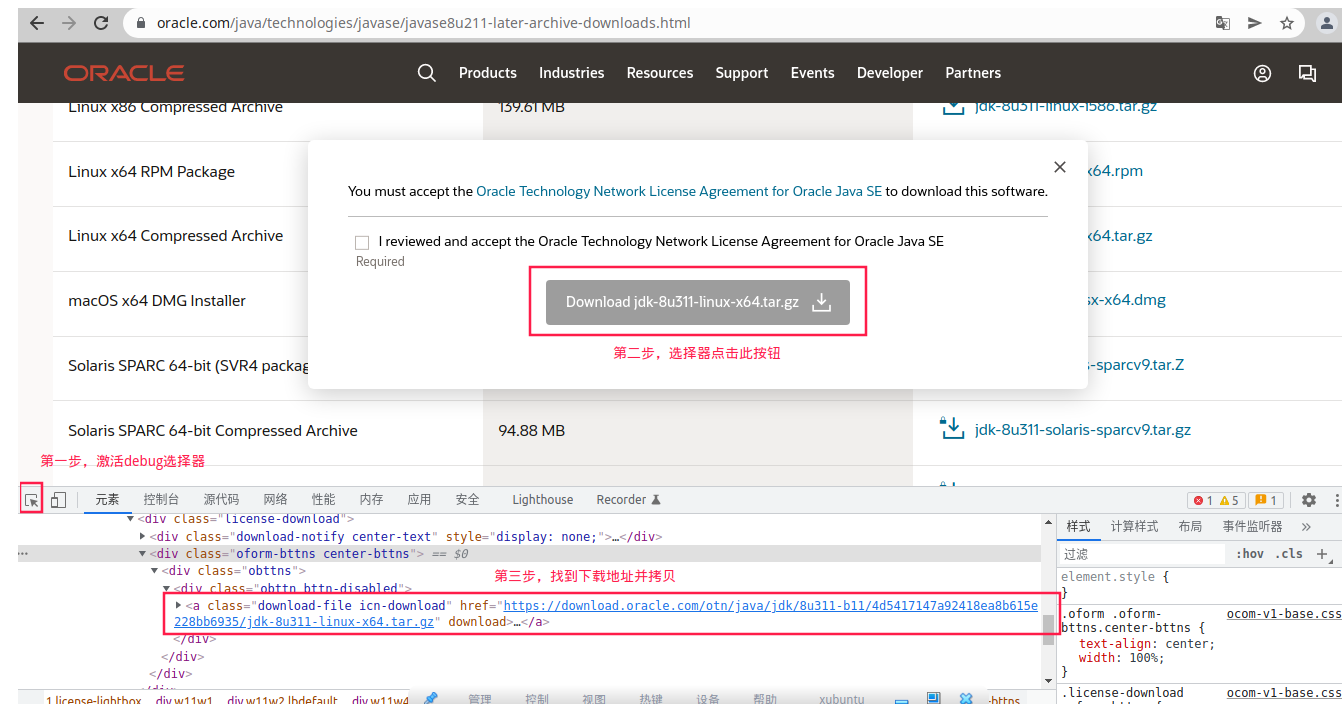 oracle.com/java/technologies/javase/javase8u211-later-archive-downloads.html
ORACLE
Products Industries Resources Support Events Developer Partners
Linux x86 Compressed Archive 139.61 MB jdk-8u311-linux-i586.tar.gz
Linux x64 RPM Package x64.rpm
You must accept the Oracle Technology Network License Agreement for Oracle Java SE to download this software.
Linux x64 Compressed Archive x64.tar.gz
I reviewed and accept the Oracle Technology Network License Agreement for Oracle Java SE
Required
macOS x64 DMG Installer sx-x64.dmg
Download jdk-8u311-linux-x64.tar.gz
第二步，选择器点击此按钮
Solaris SPARC 64-bit (SVR4 packag -sparcv9.tar.Z
Solaris SPARC 64-bit Compressed Archive 94.88 MB jdk-8u311-solaris-sparcv9.tar.gz
第一步，激活debug选择器
元素 控制台 源代码 网络 性能 内存 应用 安全 Lighthouse Recorder 1 5 1
<div class="license-download">
<div class="download-notify center-text" style="display: none;">…</div>
<div class="oform-bttns center-bttns"> == $0
<div class="obttns">
第三步，找到下载地址并拷贝
<div class="obttn bttn-disabled">
<a class="download-file icn-download" href="https://download.oracle.com/otn/java/jdk/8u311-b11/4d5417147a92418ea8b615e
228bb6935/jdk-8u311-linux-x64.tar.gz" download>…</a>
</div>
</div>
</div>
样式 计算样式 布局 事件监听器 »
过滤 :hov .cls +
element.style {
}
.oform .oform- ocom-v1-base.css
bttns.center-bttns {
text-align: center;
width: 100%;
}
.license-download ocom-v1-base.css
1.license-lightbox div.w11w1 div.w11w2.lbdefault div.w11w4 管理 控制 视图 热键 设备 帮助 xubuntu -bttns